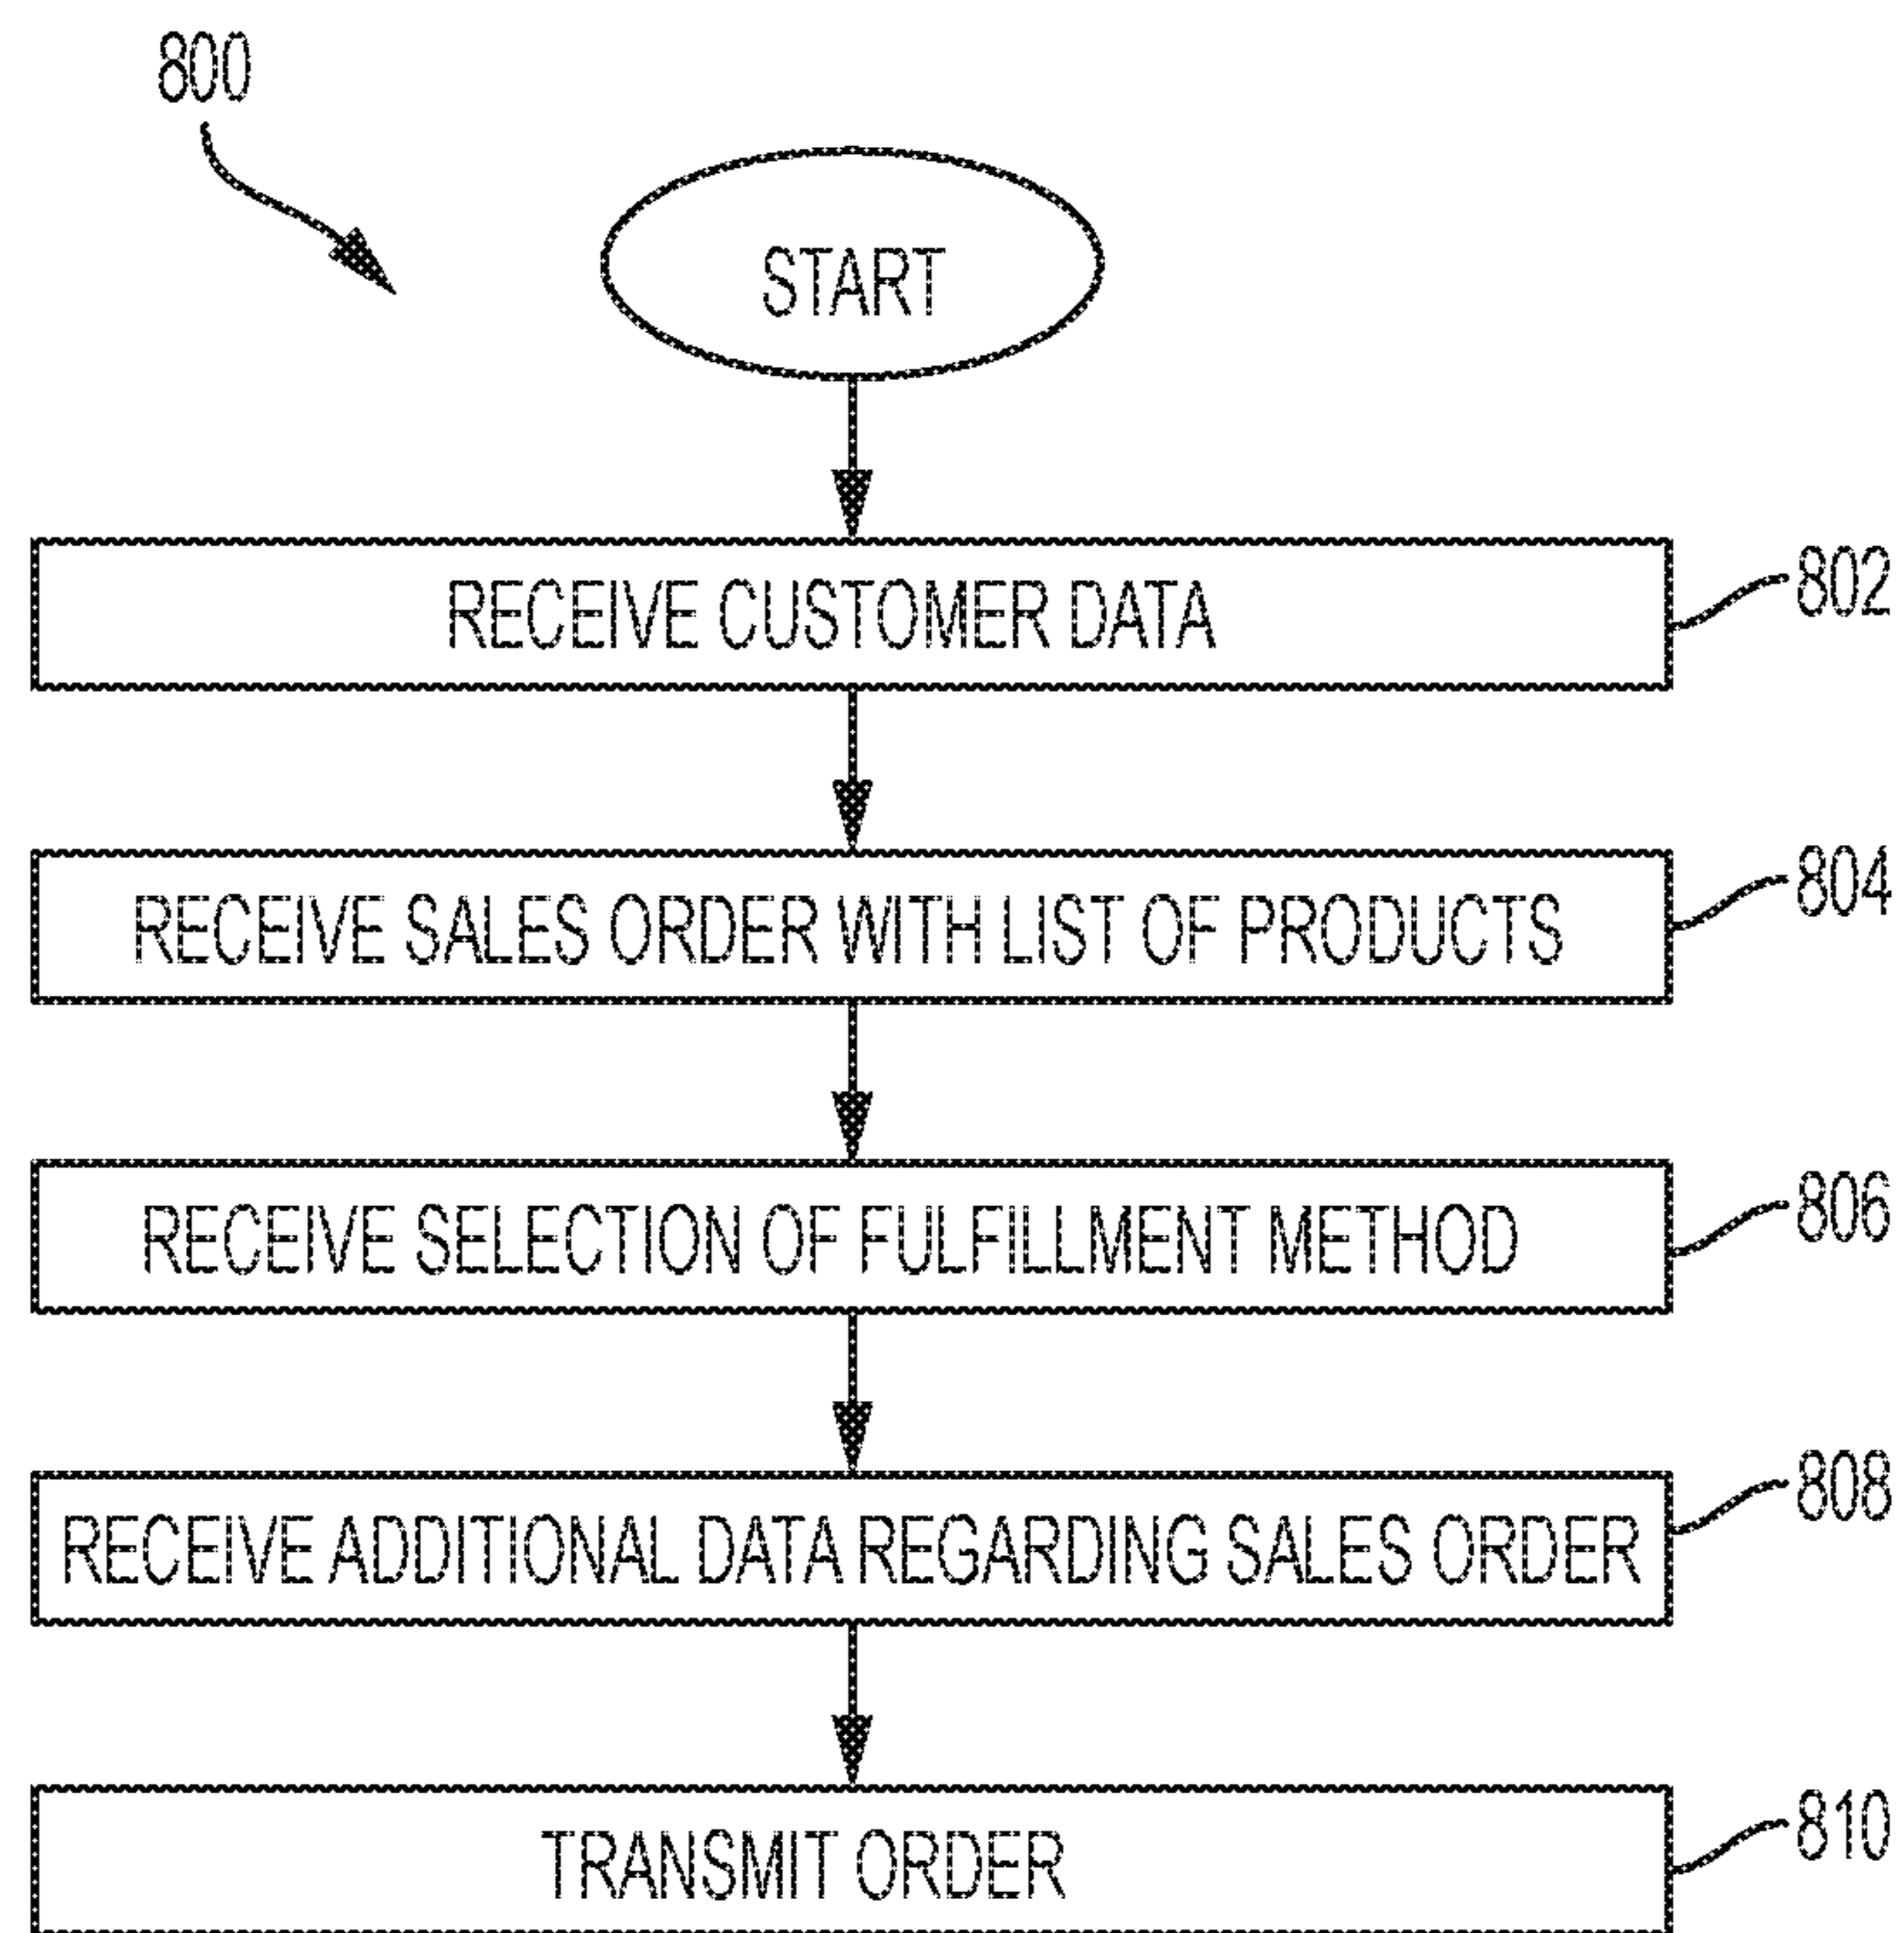 800
START
RECEIVE CUSTOMER DATA
802
RECEIVE SALES ORDER WITH LIST OF PRODUCTS
804
RECEIVE SELECTION OF FULFILLMENT METHOD
806
RECEIVE ADDITIONAL DATA REGARDING SALES ORDER
808
TRANSMIT ORDER
810